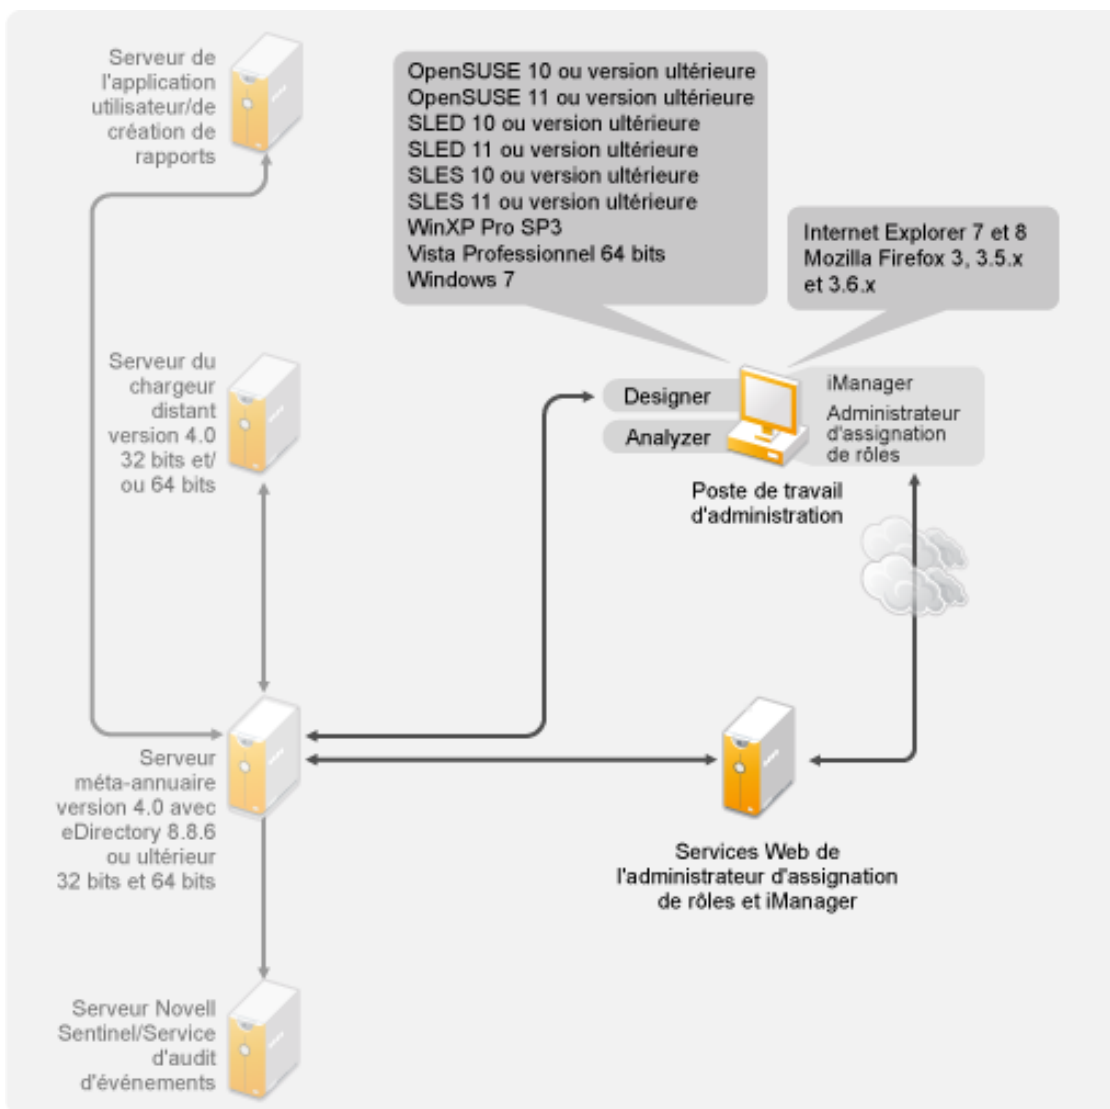 Serveur de
l'application
utilisateur/de
création de
rapports
OpenSUSE 10 ou version ultérieure
OpenSUSE 11 ou version ultérieure
SLED 10 ou version ultérieure
SLED 11 ou version ultérieure
SLES 10 ou version ultérieure
SLES 11 ou version ultérieure
WinXP Pro SP3
Vista Professionnel 64 bits
Windows 7
Internet Explorer 7 et 8
Mozilla Firefox 3, 3.5.x
et 3.6.x
Serveur du
chargeur
distant
version 4.0
32 bits et/
ou 64 bits
Designer
Analyzer
iManager
Administrateur
d'assignation
de rôles
Poste de travail
d'administration
Serveur
méta-annuaire
version 4.0 avec
eDirectory 8.8.6
ou ultérieur
32 bits et 64 bits
Services Web de
l'administrateur d'assignation
de rôles et iManager
Serveur Novell
Sentinel/Service
d'audit
d'événements